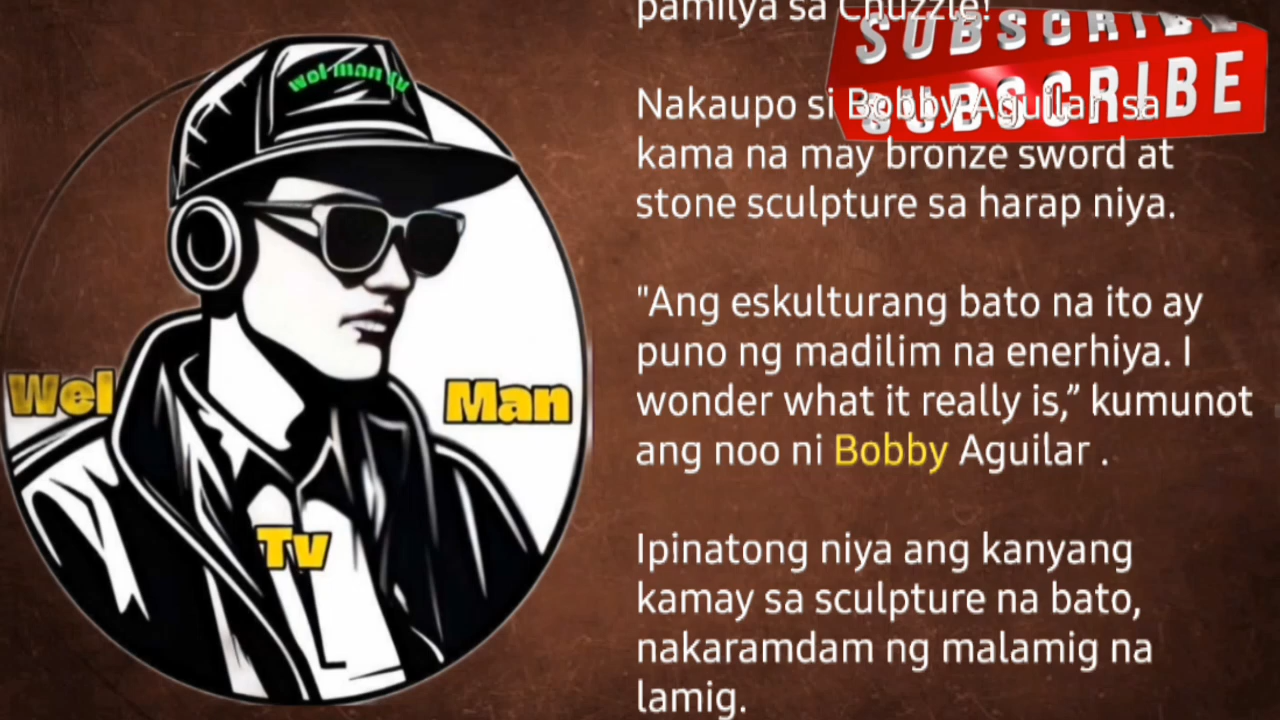 wel man tv
Wel
Man
Tv
pamilya sa Chuzzle!
SUBSCRIBE
SUBSCRIBE
Nakaupo si Bobby Aguilar sa
kama na may bronze sword at
stone sculpture sa harap niya.
"Ang eskulturang bato na ito ay
puno ng madilim na enerhiya. I
wonder what it really is,” kumunot
ang noo ni Bobby Aguilar .
Ipinatong niya ang kanyang
kamay sa sculpture na bato,
nakaramdam ng malamig na
lamig.